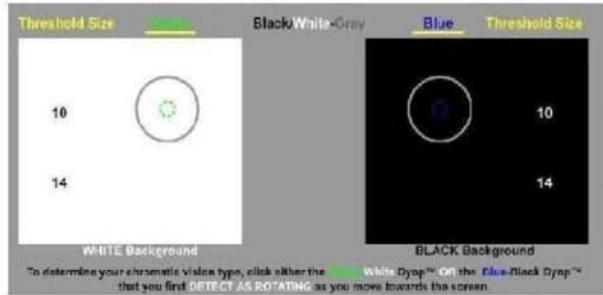 Threshold Size Green Black/White-Gray Blue Threshold Size
10 10
14 14
WHITE Background BLACK Background
To determine your chromatic vision type, click either the Green-White Dyop™ OR the Blue-Black Dyop™
that you find DETECT AS ROTATING as you move towards the screen.